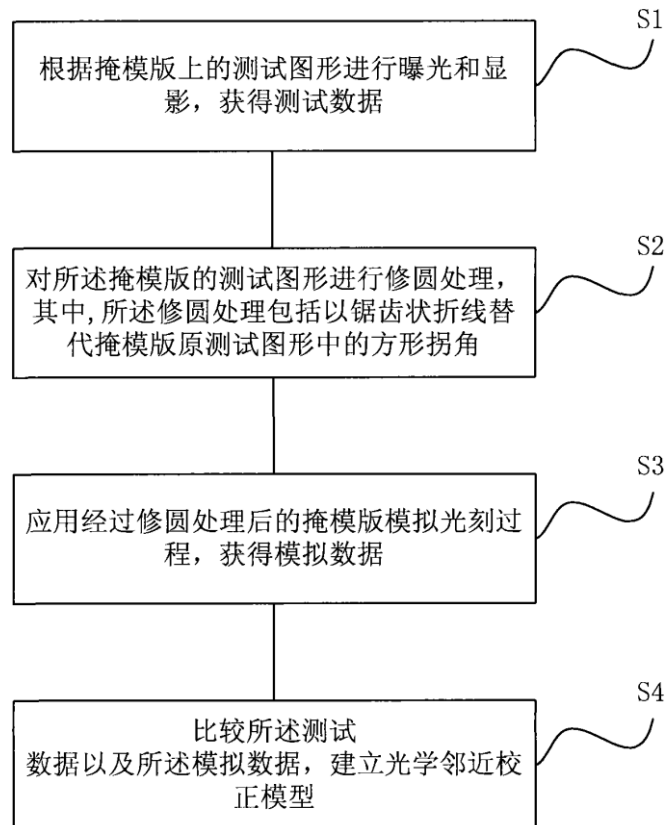 S1
根据掩模版上的测试图形进行曝光和显
影，获得测试数据
S2
对所述掩模版的测试图形进行修圆处理，
其中,所述修圆处理包括以锯齿状折线替
代掩模版原测试图形中的方形拐角
S3
应用经过修圆处理后的掩模版模拟光刻过
程，获得模拟数据
S4
比较所述测试
数据以及所述模拟数据，建立光学邻近校
正模型